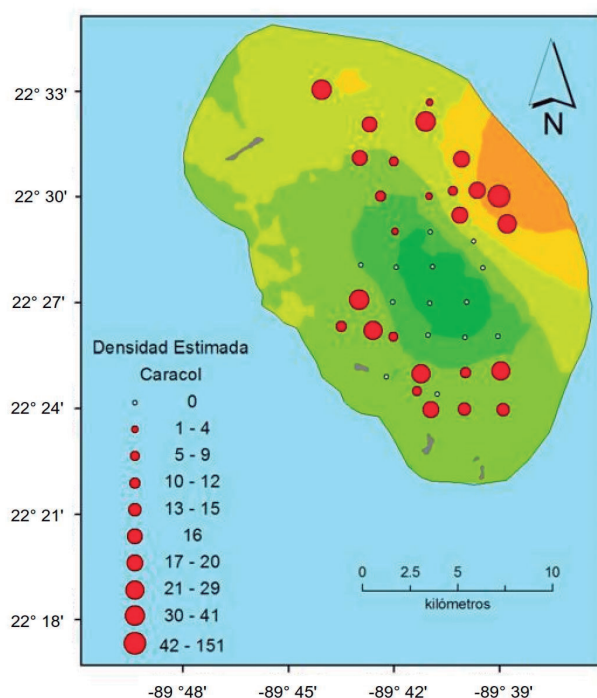 22° 33'
22° 30'
22° 27'
22° 24'
22° 21'
22° 18'
N
Densidad Estimada
Caracol
0
1 - 4
5 - 9
10 - 12
13 - 15
16
17 - 20
21 - 29
30 - 41
42 - 151
0 2.5 5 10
kilómetros
-89 °48' -89 °45' -89 °42' -89 °39'